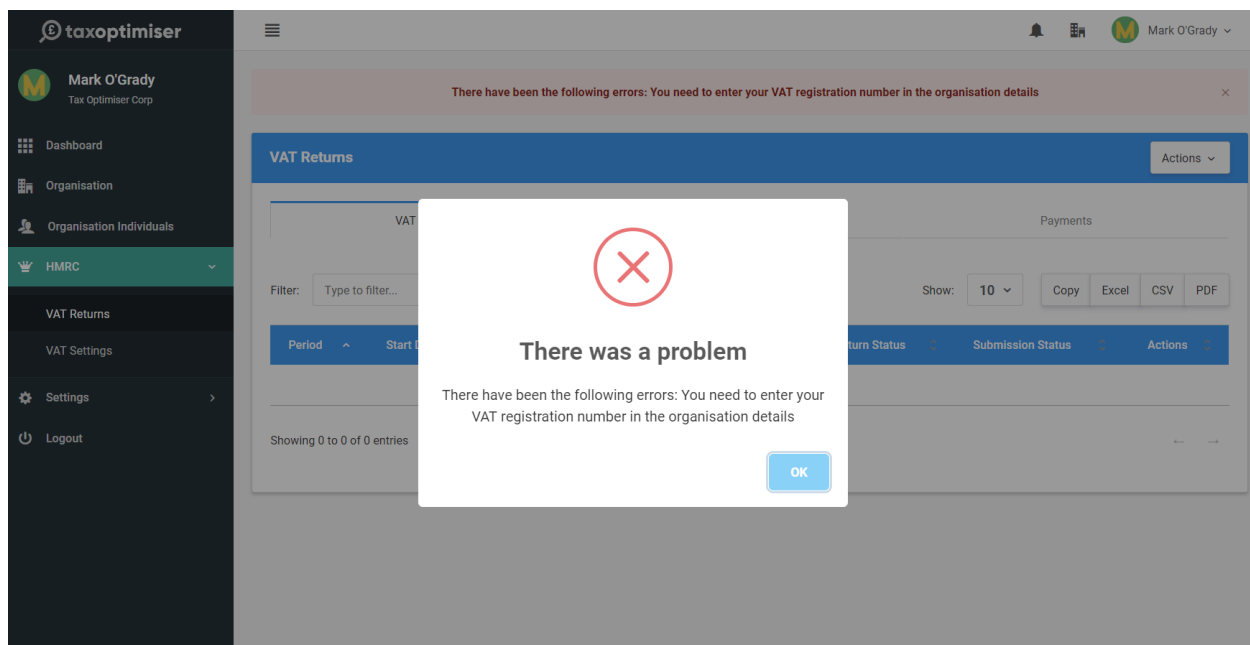 taxoptimiser
Mark O'Grady
Mark O'Grady
Tax Optimiser Corp
Dashboard
Organisation
Organisation Individuals
HMRC
VAT Returns
VAT Settings
Settings
Logout
There have been the following errors: You need to enter your VAT registration number in the organisation details
VAT Returns
Actions
VAT
Payments
Filter:
Type to filter...
Show:
10
Copy
Excel
CSV
PDF
Period
Start
Status
Submission Status
Actions
Showing 0 to 0 of 0 entries
There was a problem
There have been the following errors: You need to enter your
VAT registration number in the organisation details
OK